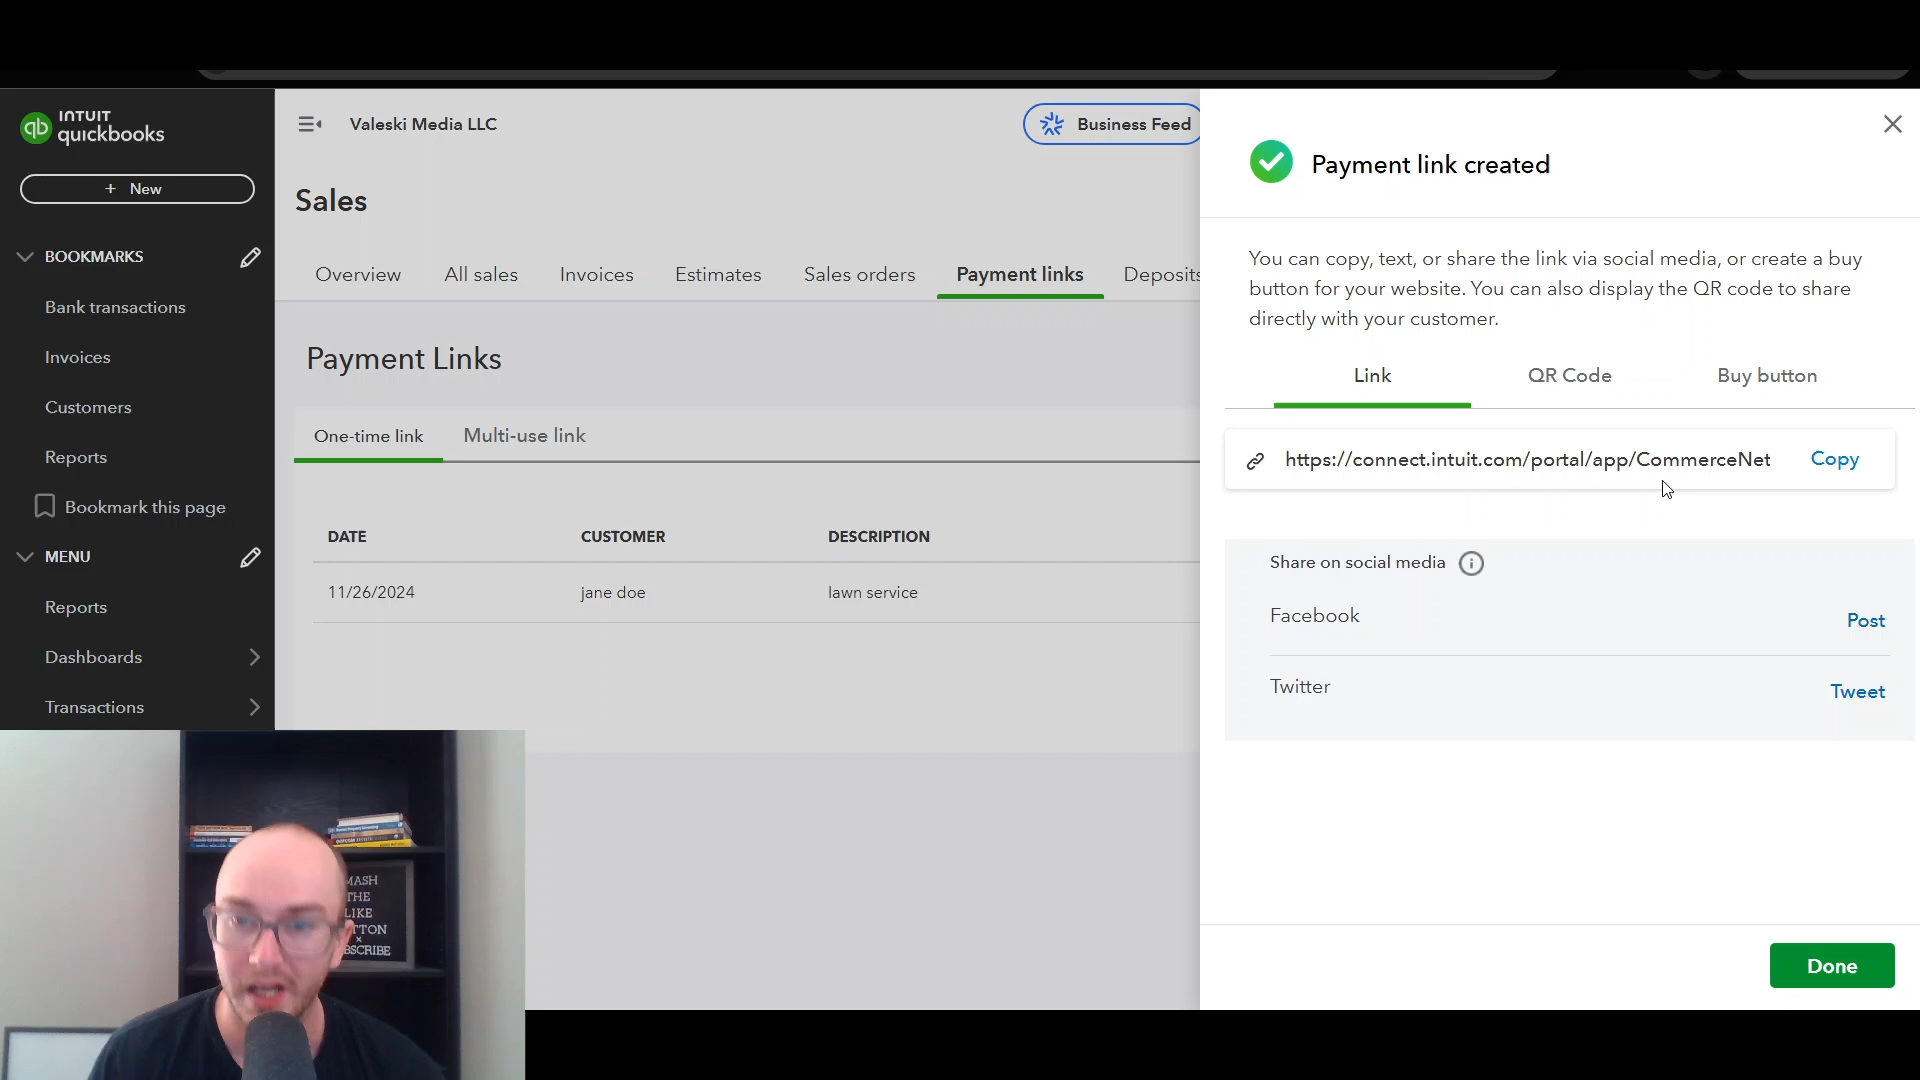 INTUIT
quickbooks
+ New
BOOKMARKS
Bank transactions
Invoices
Customers
Reports
Bookmark this page
MENU
Reports
Dashboards
Transactions
Valeski Media LLC
Business Feed
Sales
Overview
All sales
Invoices
Estimates
Sales orders
Payment links
Deposits
Payment Links
One-time link
Multi-use link
DATE CUSTOMER DESCRIPTION
11/26/2024 jane doe lawn service
Payment link created
You can copy, text, or share the link via social media, or create a buy
button for your website. You can also display the QR code to share
directly with your customer.
Link
QR Code
Buy button
https://connect.intuit.com/portal/app/CommerceNet
Copy
Share on social media
Facebook
Post
Twitter
Tweet
Done
THE
LIKE